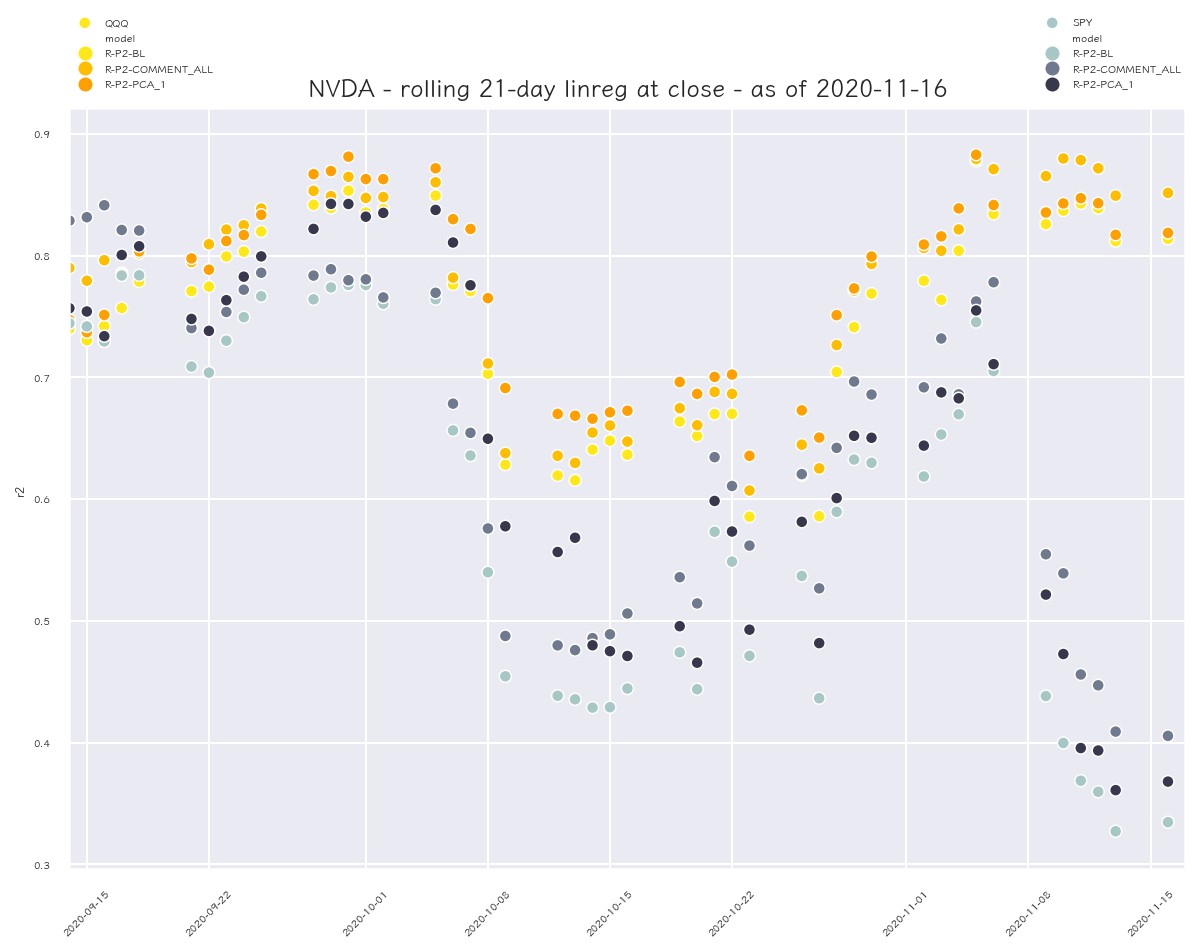 QQQ
model
R-P2-BL
R-P2-COMMENT_ALL
R-P2-PCA_1
SPY
model
R-P2-BL
R-P2-COMMENT_ALL
R-P2-PCA_1
NVDA - rolling 21-day linreg at close - as of 2020-11-16
r2
0.9
0.8
0.7
0.6
0.5
0.4
0.3
2020-09-15
2020-09-22
2020-10-01
2020-10-08
2020-10-15
2020-10-22
2020-11-01
2020-11-08
2020-11-15